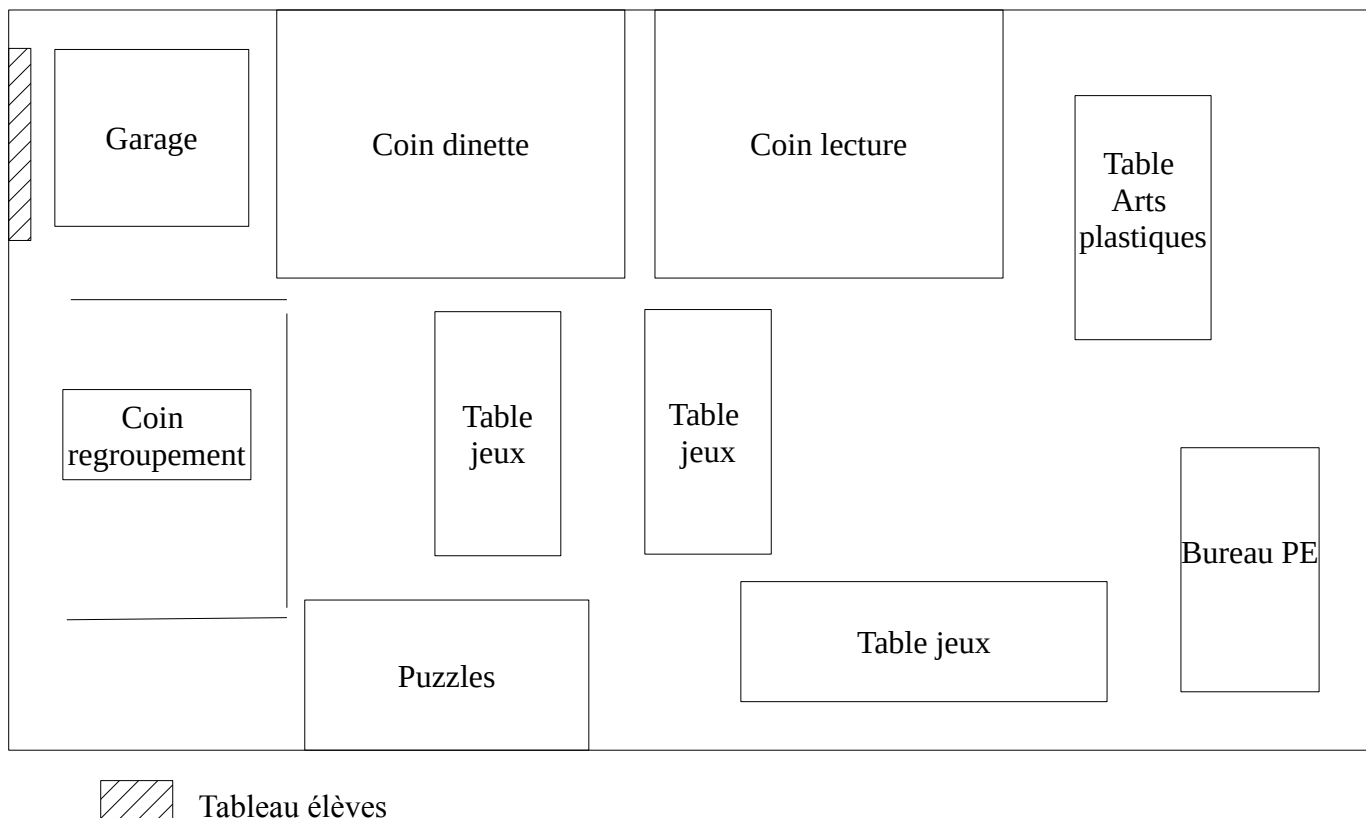 Garage
Coin dinette
Coin lecture
Table
Arts
plastiques
Coin
regroupement
Table
jeux
Table
jeux
Bureau PE
Table jeux
Puzzles
Tableau élèves